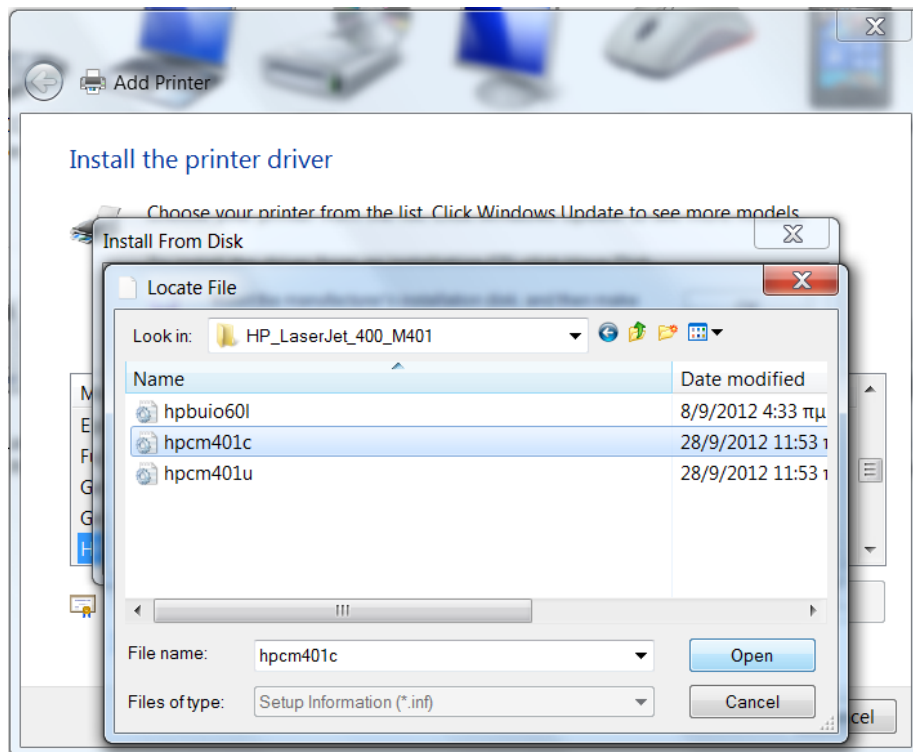 Add Printer
Install the printer driver
Choose your printer from the list. Click Windows Update to see more models.
Install From Disk
Locate File
Look in: HP_LaserJet_400_M401
Name Date modified
hpbuio60l 8/9/2012 4:33 πμ
hpcm401c 28/9/2012 11:53
hpcm401u 28/9/2012 11:53
M
E
F
G
G
H
File name: hpcm401c Open
Files of type: Setup Information (*.inf) Cancel
cel